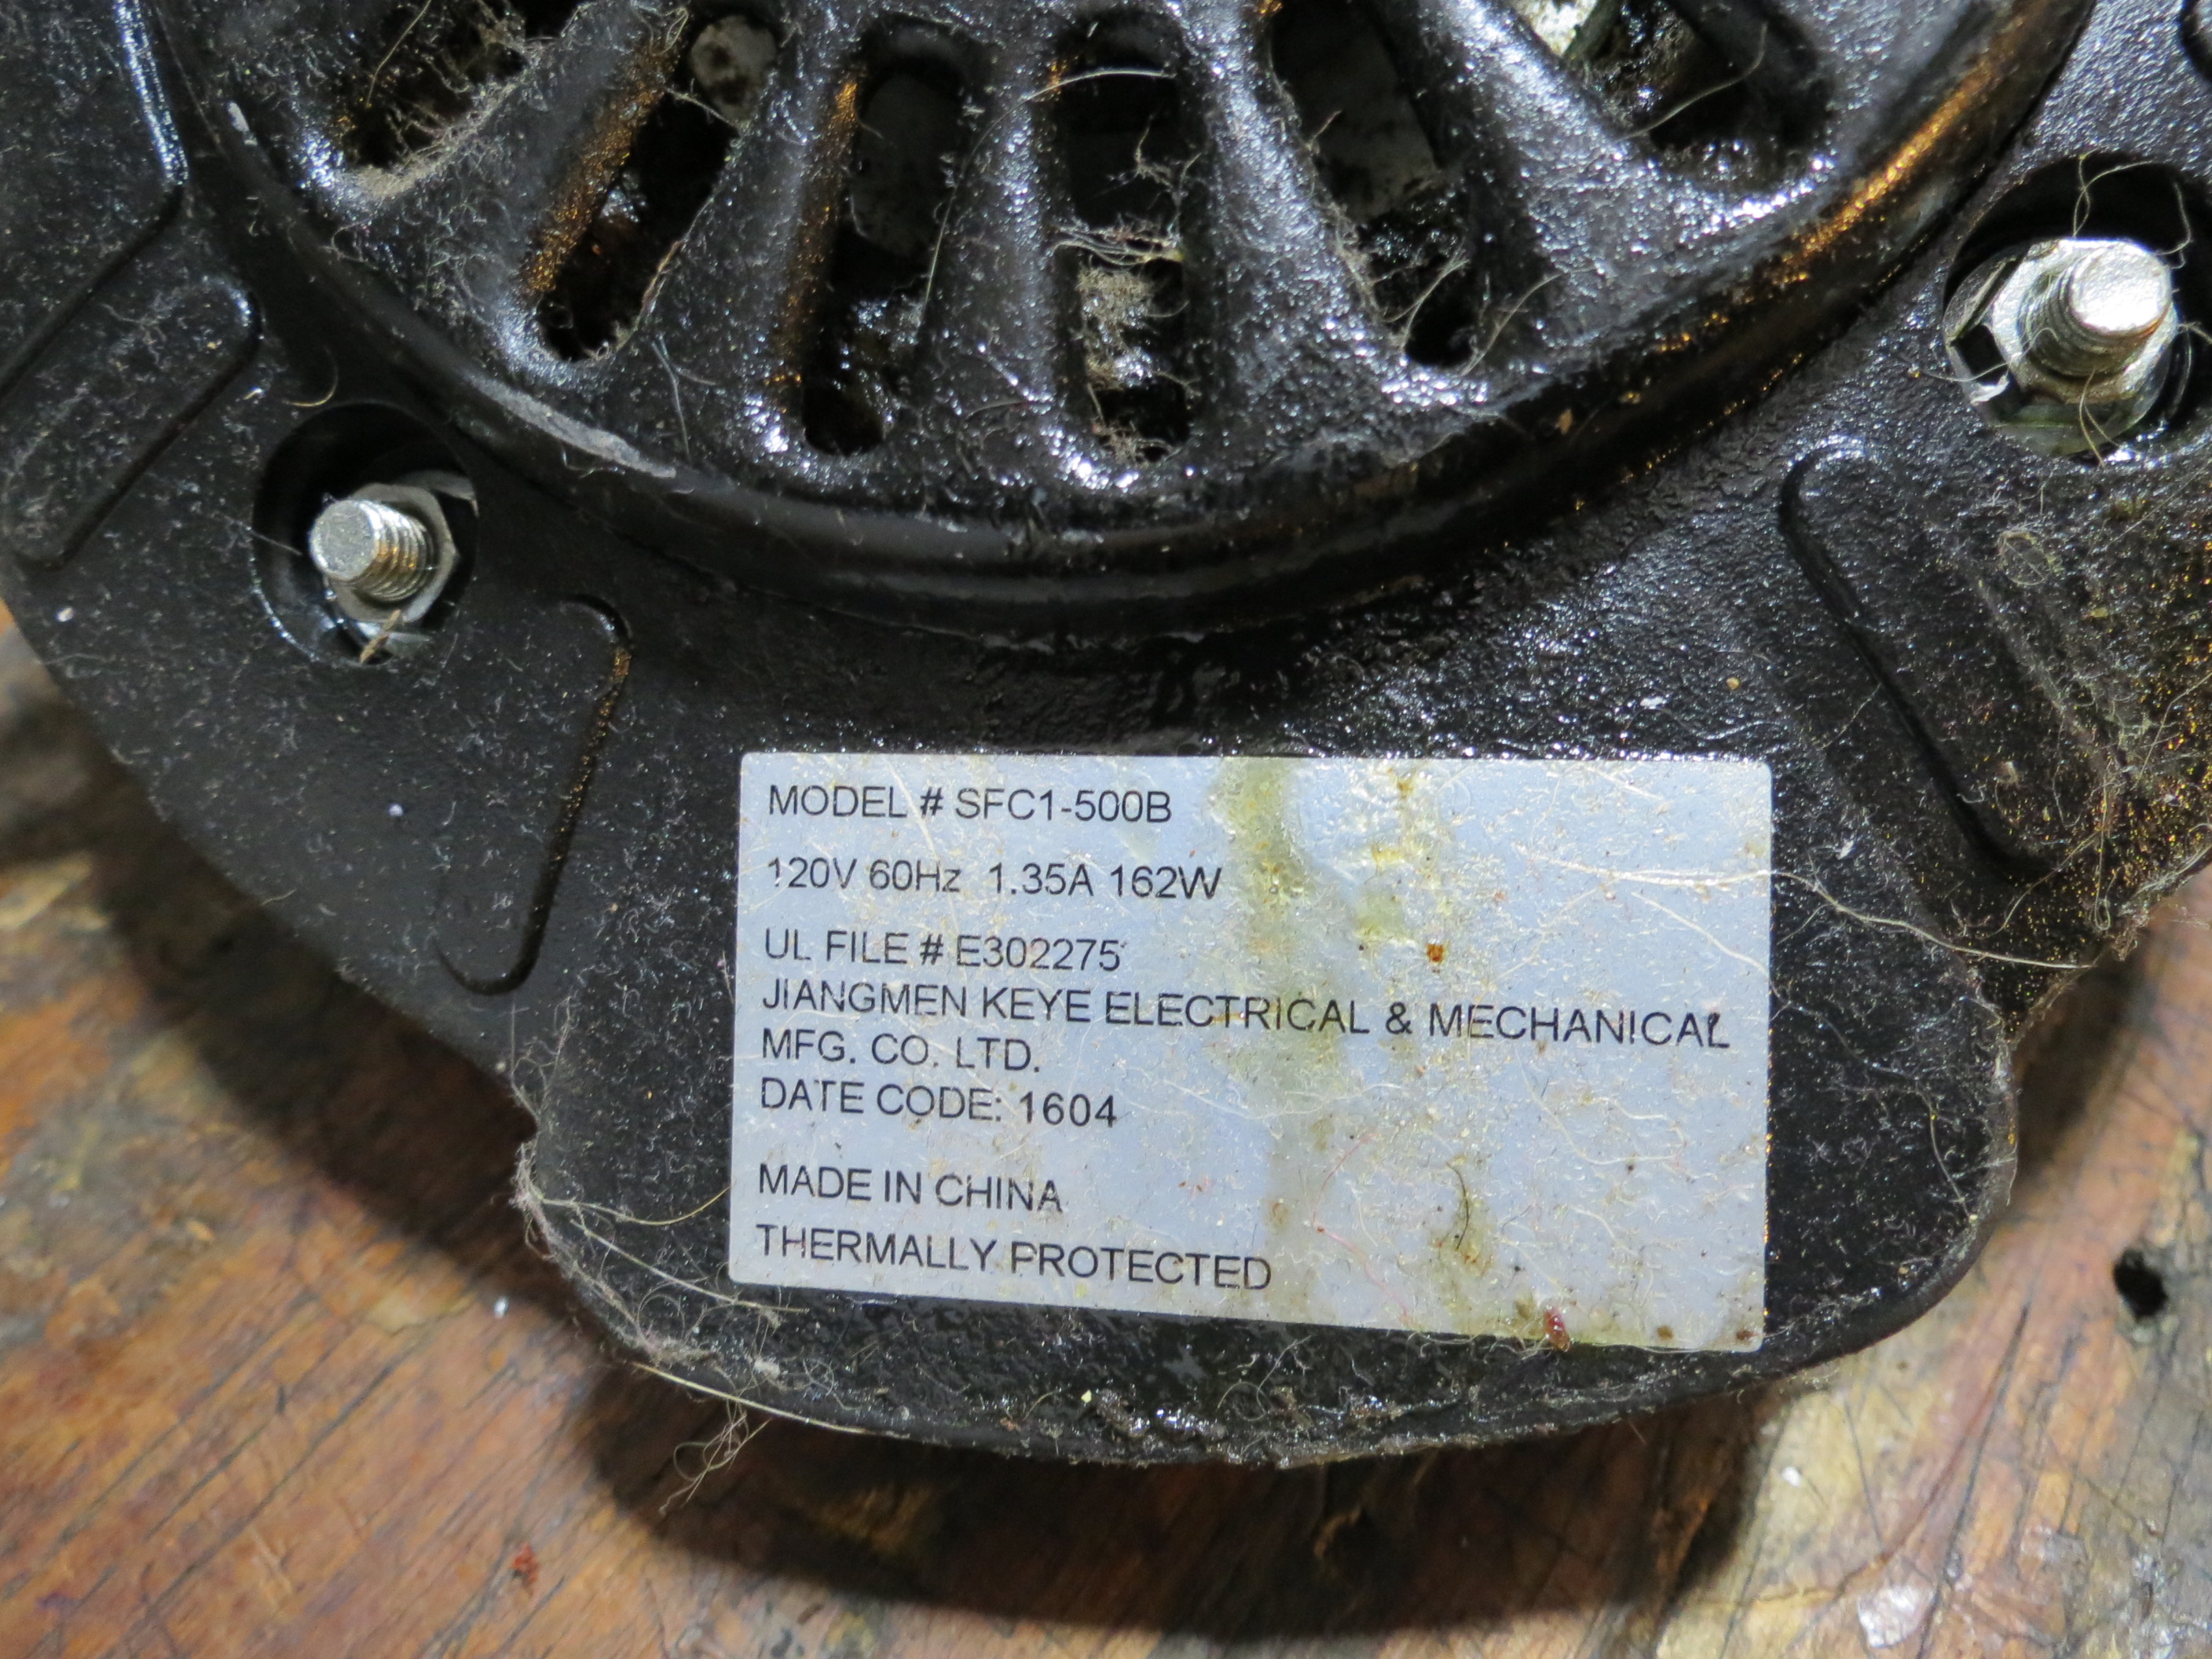 MODEL # SFC1-500B
120V 60Hz 1.35A 162W
UL FILE # E302275
JIANGMEN KEYE ELECTRICAL & MECHANICAL
MFG. CO. LTD.
DATE CODE: 1604
MADE IN CHINA
THERMALLY PROTECTED